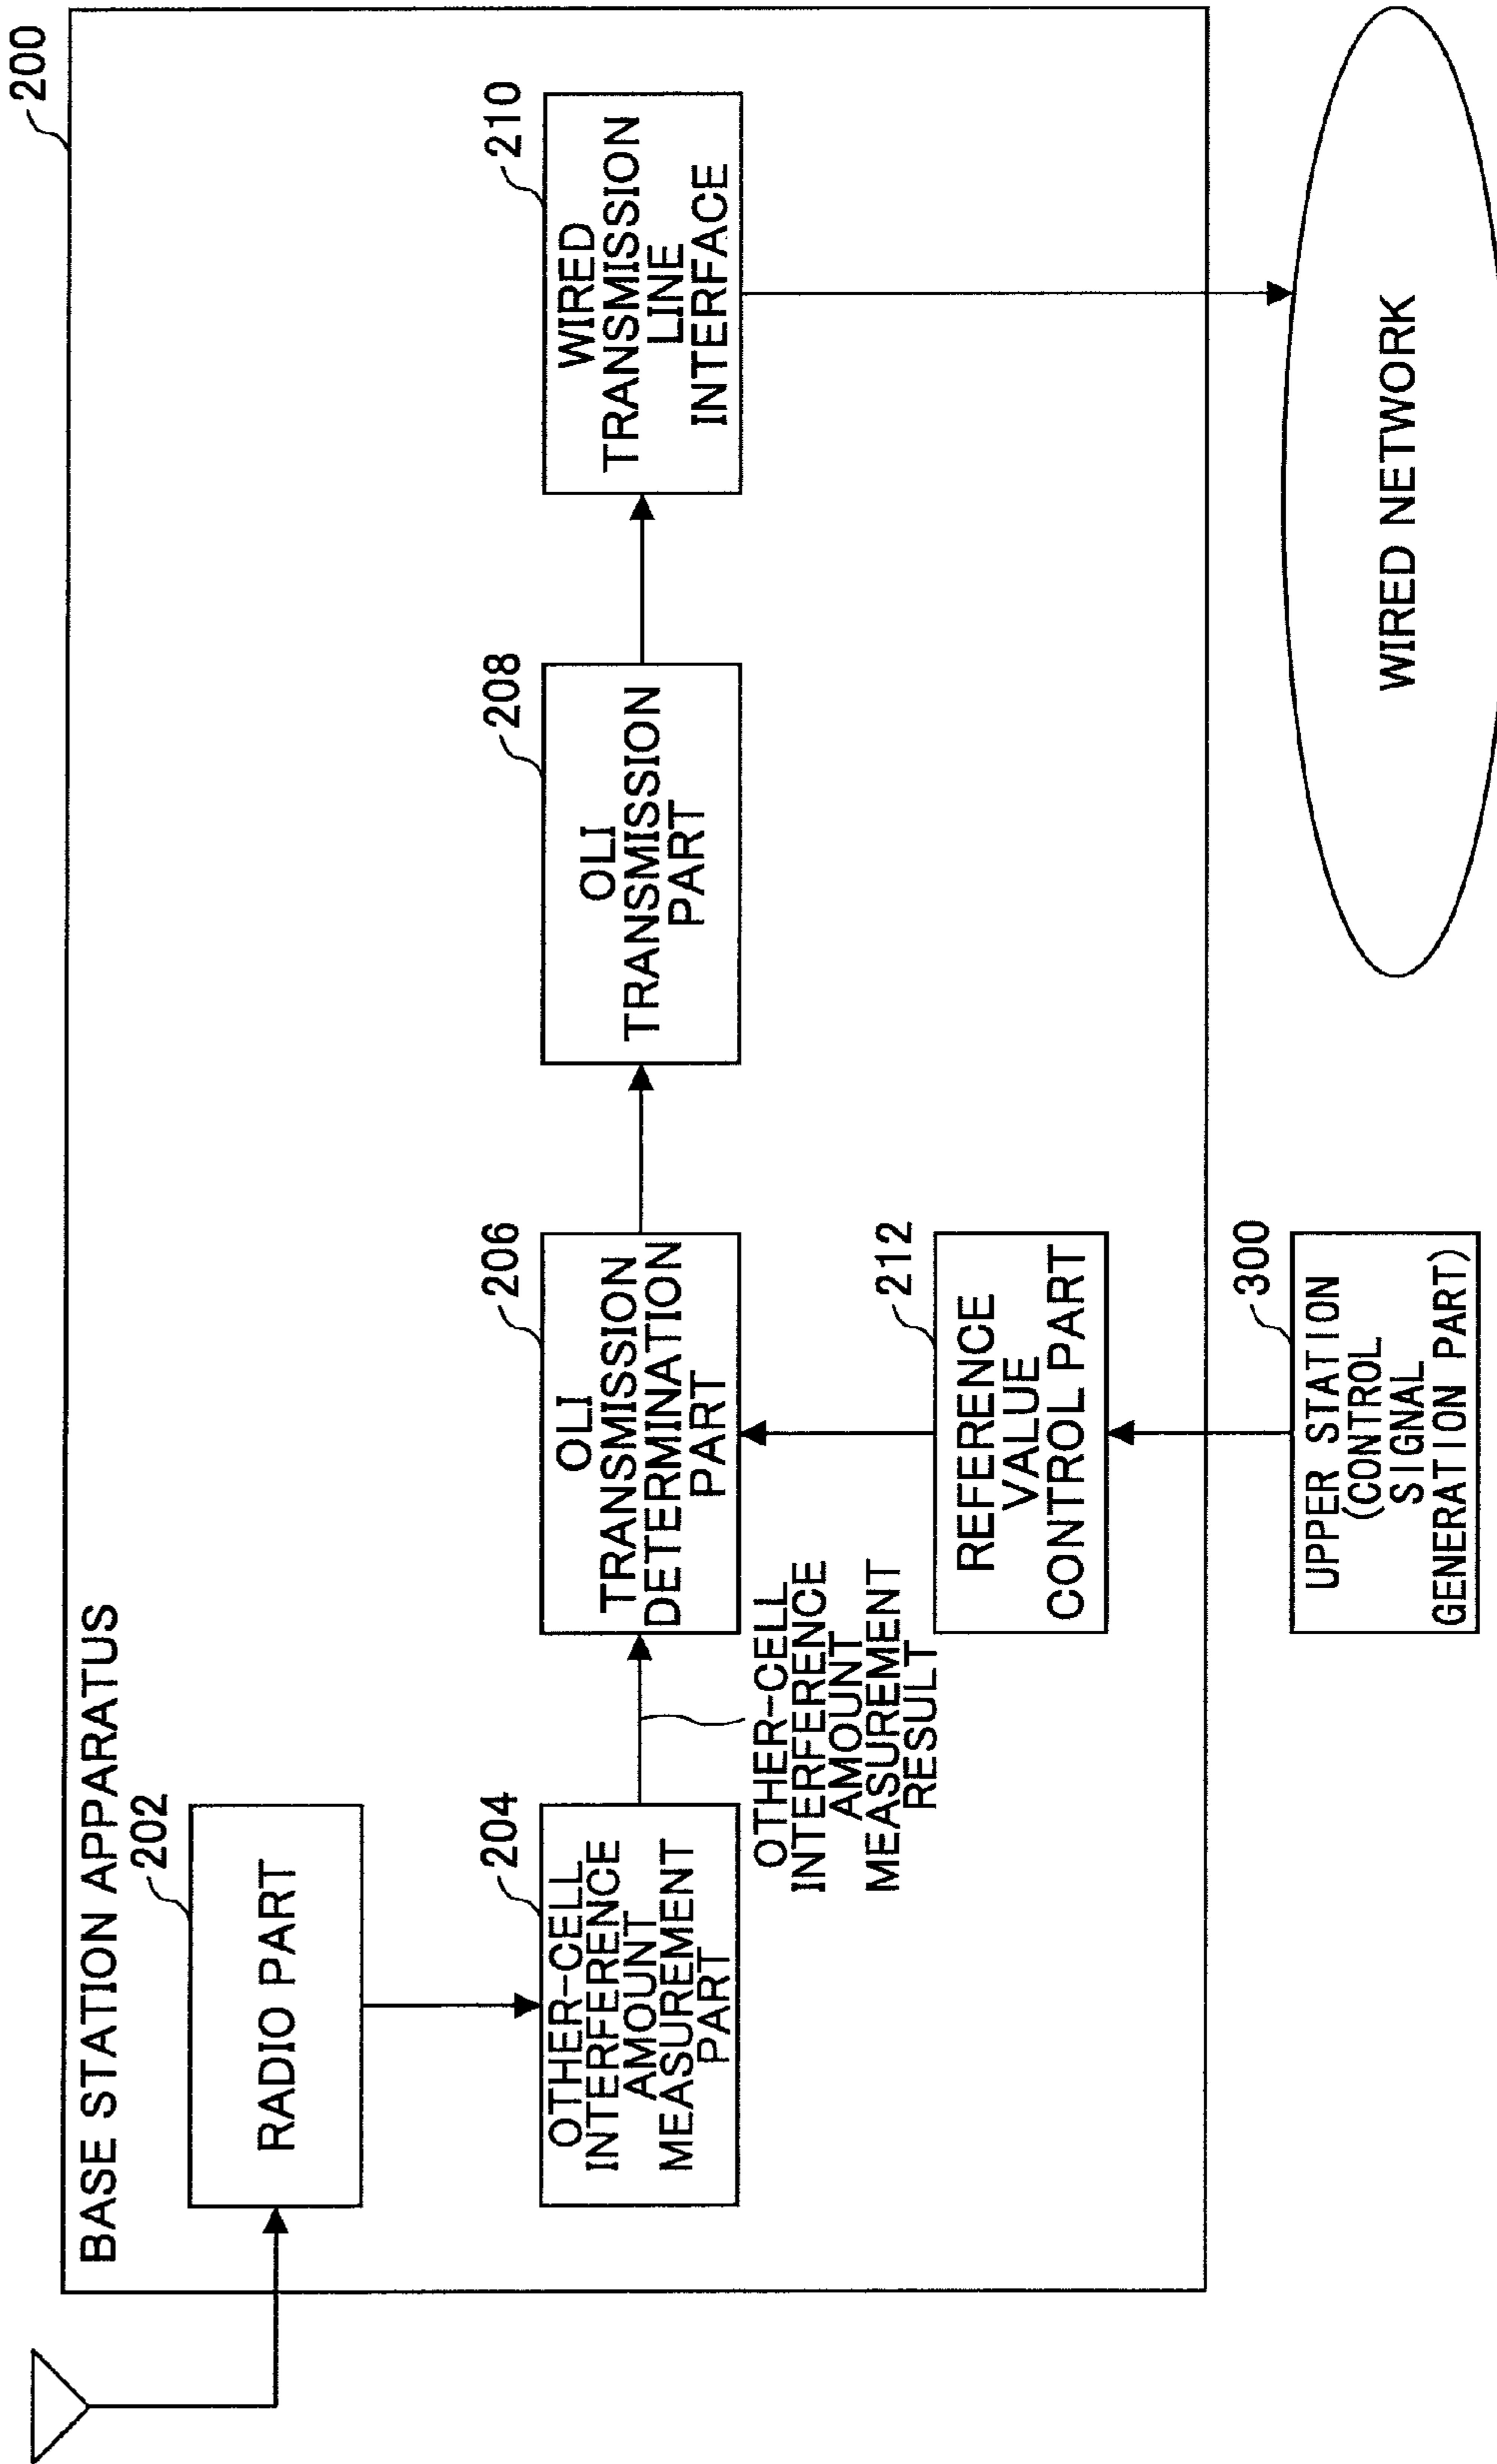 200
BASE STATION APPARATUS
202
RADIO PART
204
OTHER-CELL
INTERFERENCE
AMOUNT
MEASUREMENT
PART
OTHER-CELL
INTERFERENCE
AMOUNT
MEASUREMENT
RESULT
206
OLI
TRANSMISSION
DETERMINATION
PART
208
OLI
TRANSMISSION
PART
210
WIRED
TRANSMISSION
LINE
INTERFACE
212
REFERENCE
VALUE
CONTROL PART
300
UPPER STATION
(CONTROL
SIGNAL
GENERATION PART)
WIRED NETWORK